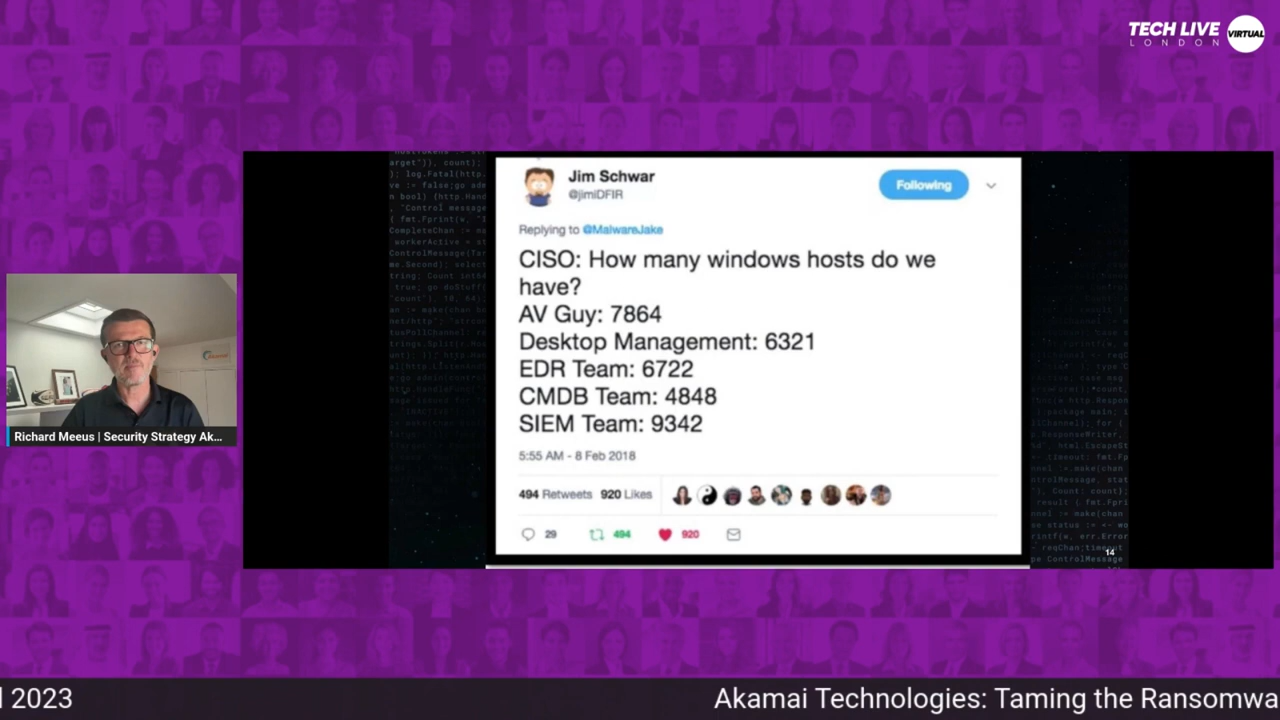 TECH LIVE
LONDON
VIRTUAL
Jim Schwar
@jimiDFIR
Following
Replying to @MalwareJake
CISO: How many windows hosts do we
have?
AV Guy: 7864
Desktop Management: 6321
EDR Team: 6722
CMDB Team: 4848
SIEM Team: 9342
5:55 AM - 8 Feb 2018
494 Retweets 920 Likes
29 494 920
14
Richard Meeus | Security Strategy Ak...
l 2023
Akamai Technologies: Taming the Ransomwa